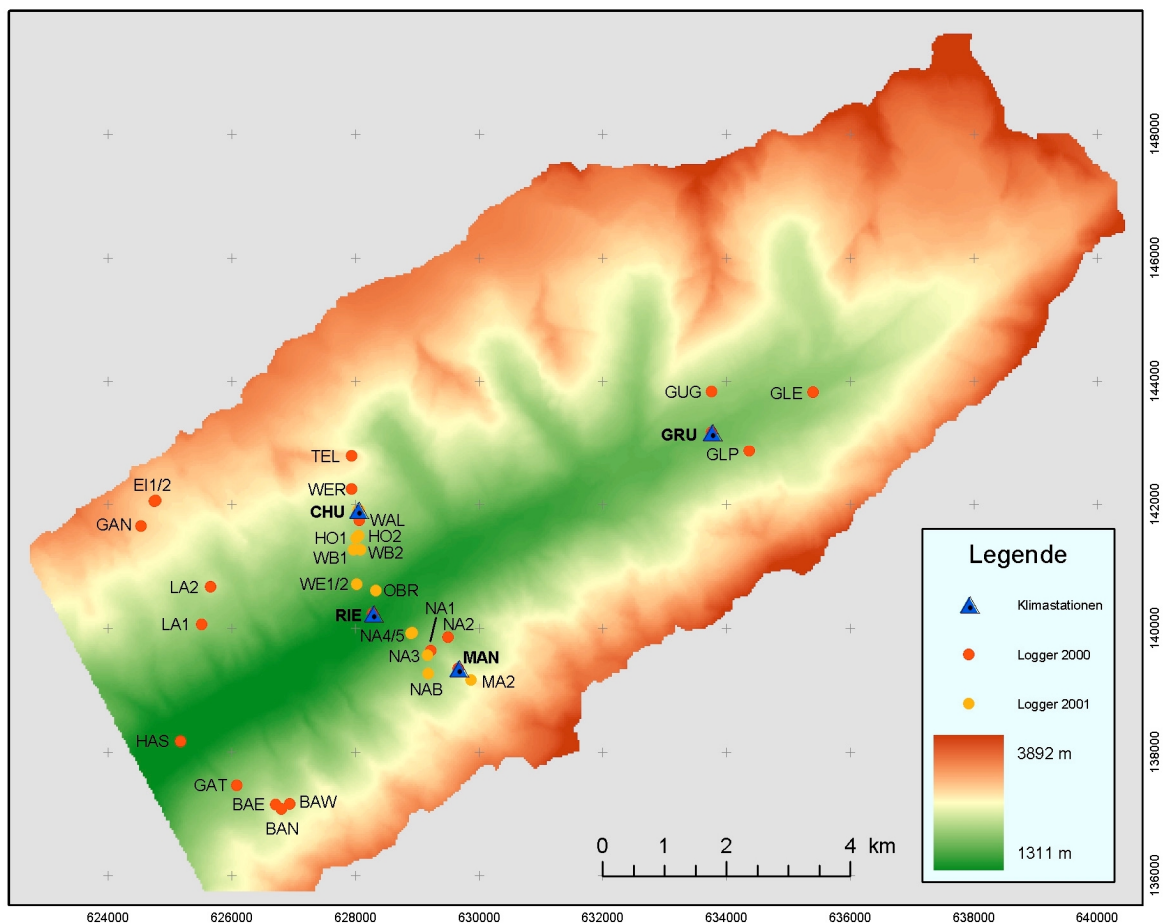 148000
146000
144000
142000
140000
138000
136000
GUG
GLE
GRU
GLP
TEL
WER
EI1/2
GAN
CHU
WAL
HO1
HO2
WB1
WB2
LA2
WE1/2
OBR
LA1
RIE
NA1
NA4/5
NA2
NA3
MAN
NAB
MA2
HAS
GAT
BAE
BAW
BAN
Legende
Klimastationen
Logger 2000
Logger 2001
3892 m
1311 m
0 1 2 4 km
624000 626000 628000 630000 632000 634000 636000 638000 640000